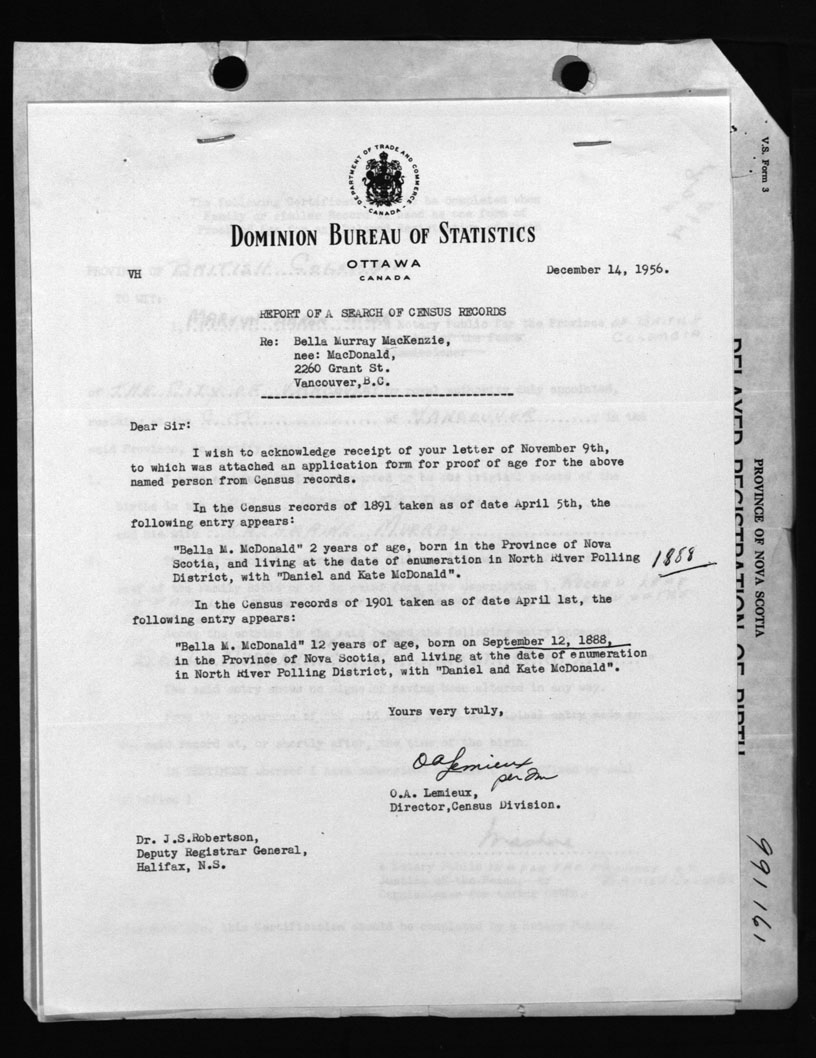 DEPARTMENT OF TRADE AND COMMERCE
- CANADA -
DOMINION BUREAU OF STATISTICS
OTTAWA
CANADA
VH
December 14, 1956.
REPORT OF A SEARCH OF CENSUS RECORDS
Re: Bella Murray MacKenzie,
nee: MacDonald,
2260 Grant St.
Vancouver,B.C.
Dear Sir:
I wish to acknowledge receipt of your letter of November 9th,
to which was attached an application form for proof of age for the above
named person from Census records.
In the Census records of 1891 taken as of date April 5th, the
following entry appears:
"Bella M. McDonald" 2 years of age, born in the Province of Nova
Scotia, and living at the date of enumeration in North River Polling
District, with "Daniel and Kate McDonald".
1888
In the Census records of 1901 taken as of date April 1st, the
following entry appears:
"Bella M. McDonald" 12 years of age, born on September 12, 1888,
in the Province of Nova Scotia, and living at the date of enumeration
in North River Polling District, with "Daniel and Kate McDonald".
Yours very truly,
OALemieux
per
O.A. Lemieux,
Director,Census Division.
Dr. J.S.Robertson,
Deputy Registrar General,
Halifax, N.S.
V.S. Form 3
PROVINCE OF NOVA SCOTIA
DELAYED REGISTRATION OF BIRTH
991161